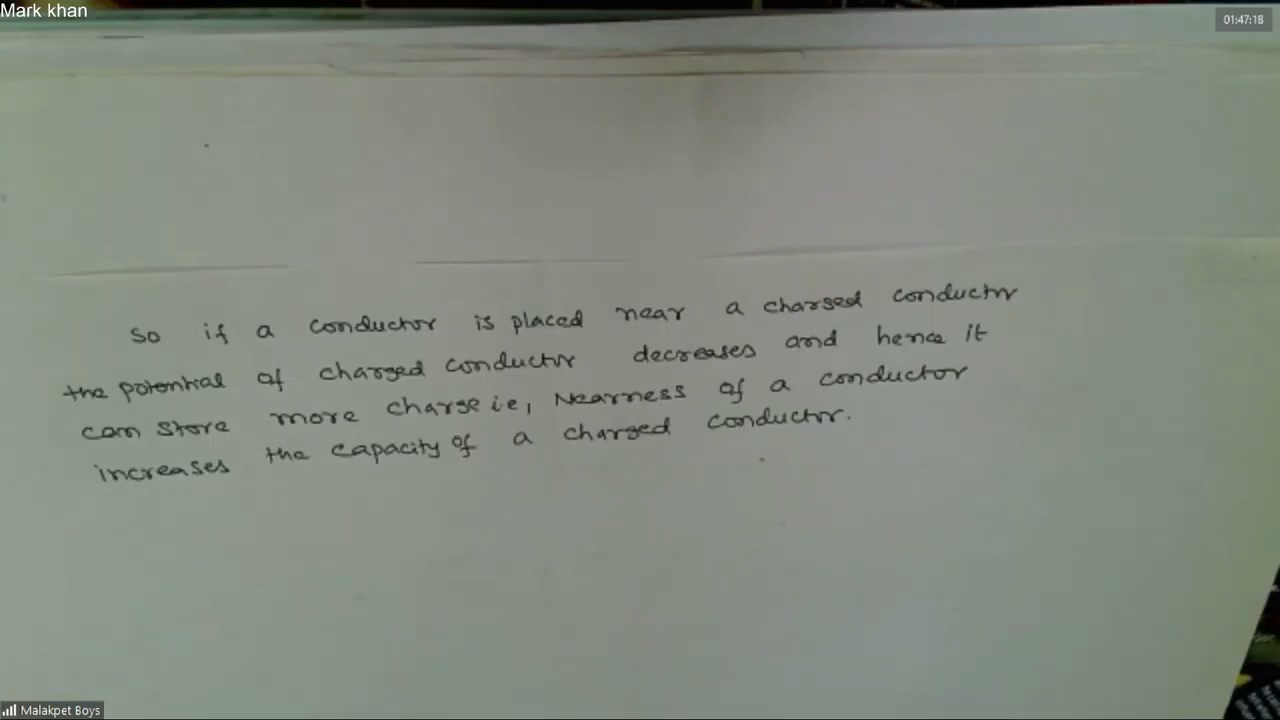 Mark khan
01:47:18
So if a conductor is placed near a charged conductor
the potential of charged conductor decreases and hence it
can store more charge ie, Nearness of a conductor
increases the capacity of a charged conductor.
Malakpet Boys